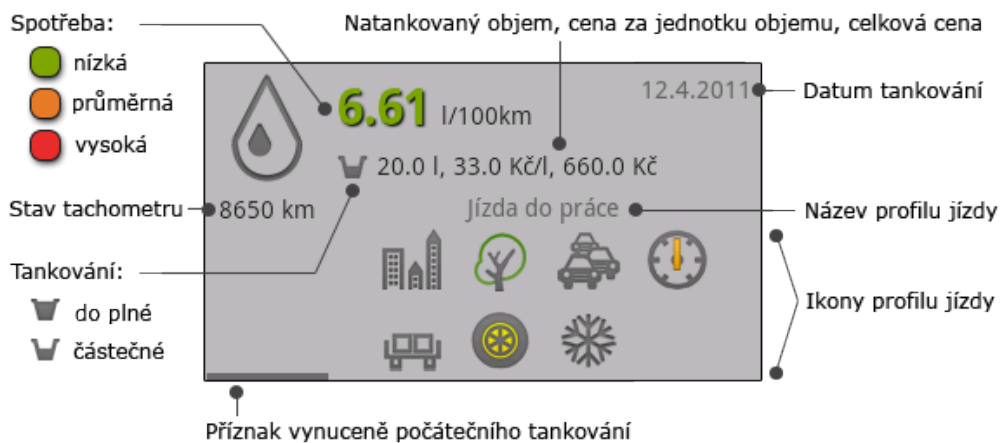 Spotřeba:
nízká
průměrná
vysoká
Natankovaný objem, cena za jednotku objemu, celková cena
6.61 l/100km
12.4.2011
Datum tankování
20.0 l, 33.0 Kč/l, 660.0 Kč
Stav tachometru
8650 km
Jízda do práce
Název profilu jízdy
Tankování:
do plné
částečné
Ikony profilu jízdy
Příznak vynuceně počátečního tankování